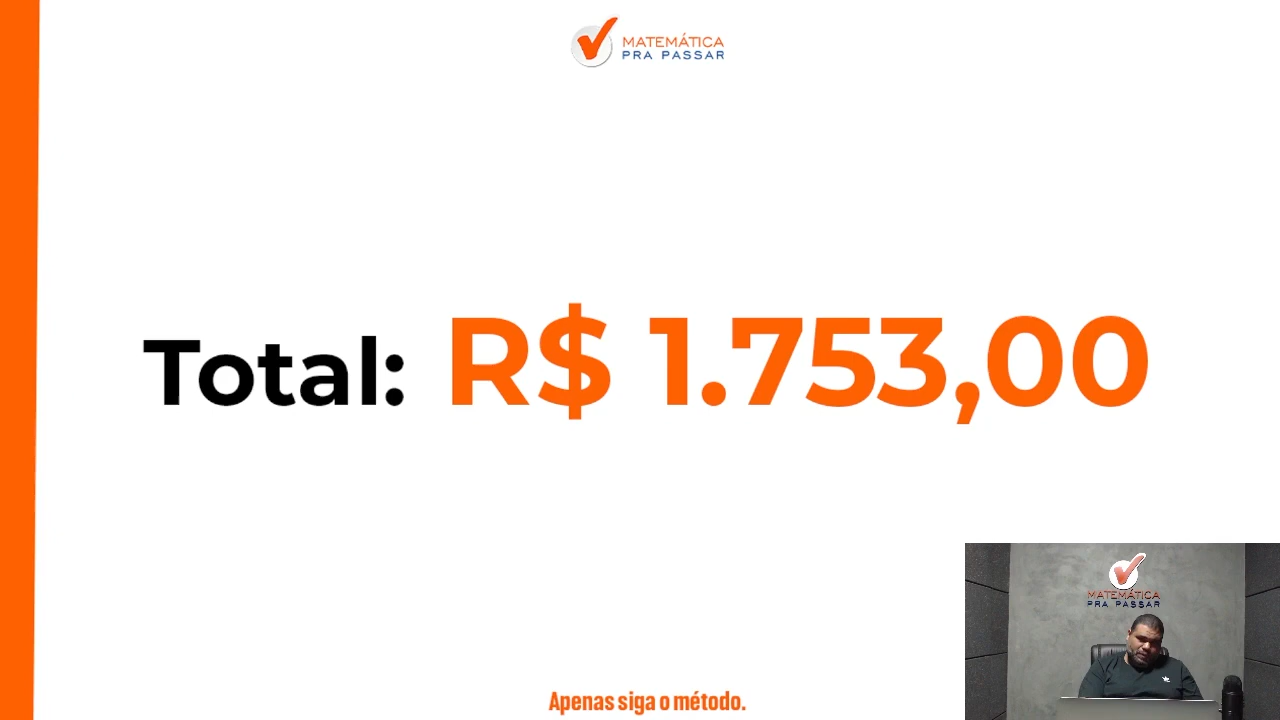 MATEMÁTICA
PRA PASSAR
Total: R$ 1.753,00
MATEMÁTICA
PRA PASSAR
Apenas siga o método.